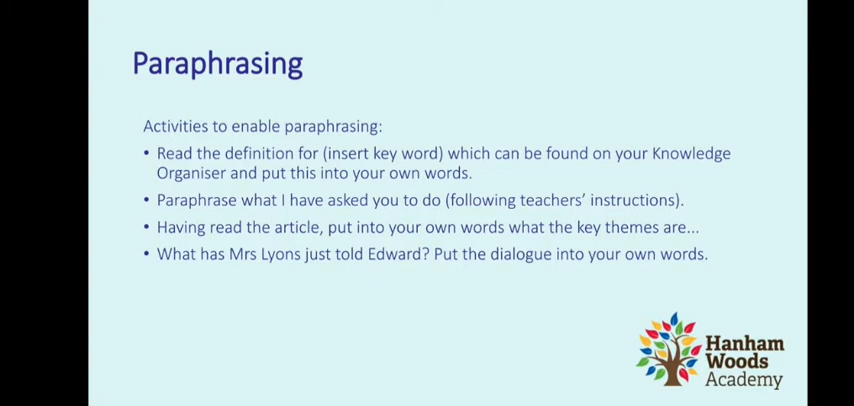 Paraphrasing
Activities to enable paraphrasing:
• Read the definition for (insert key word) which can be found on your Knowledge
Organiser and put this into your own words.
• Paraphrase what I have asked you to do (following teachers’ instructions).
• Having read the article, put into your own words what the key themes are...
• What has Mrs Lyons just told Edward? Put the dialogue into your own words.
Hanham
Woods
Academy